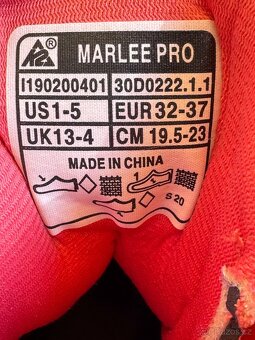 K2 ® MARLEE PRO
I190200401 30D0222.1.1
US1-5 EUR 32-37
UK13-4 CM 19.5-23
MADE IN CHINA
1
S 20